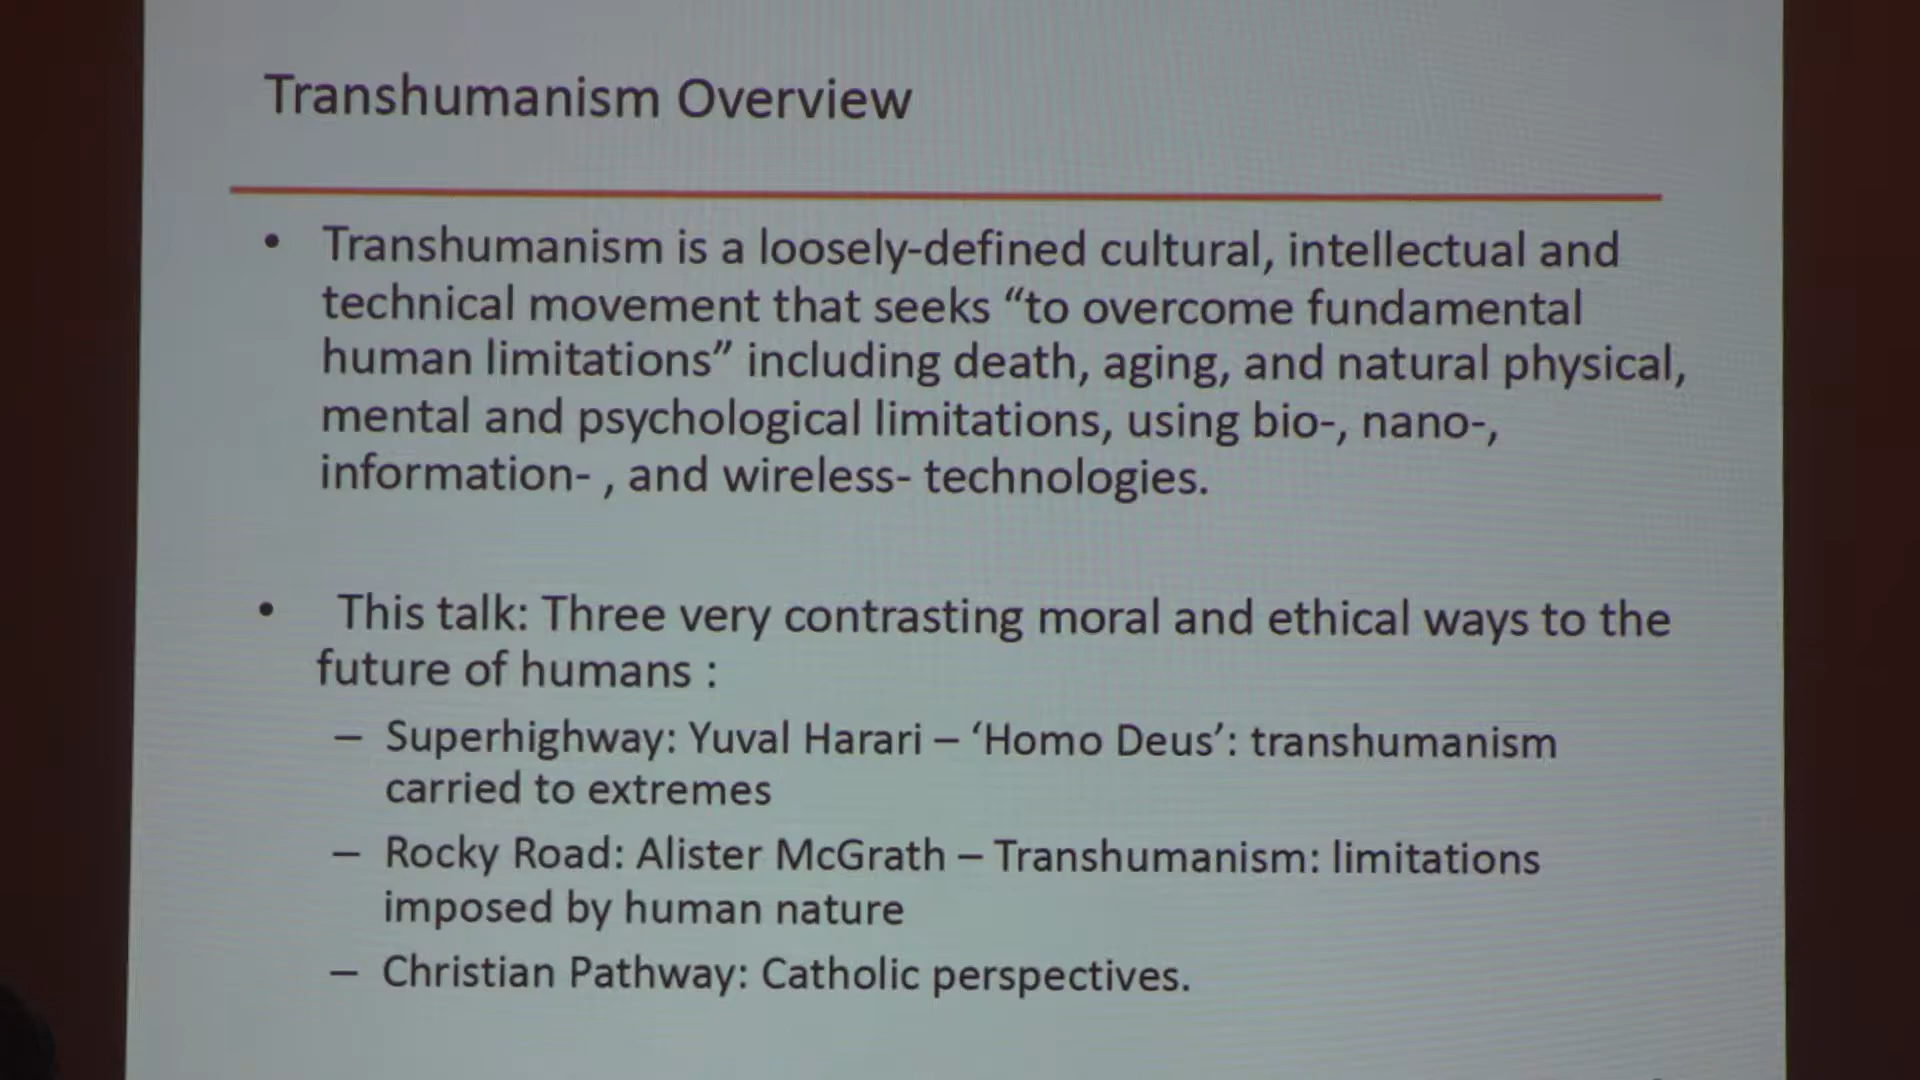 Transhumanism Overview
• Transhumanism is a loosely-defined cultural, intellectual and
technical movement that seeks “to overcome fundamental
human limitations” including death, aging, and natural physical,
mental and psychological limitations, using bio-, nano-,
information- , and wireless- technologies.
• This talk: Three very contrasting moral and ethical ways to the
future of humans :
– Superhighway: Yuval Harari – ‘Homo Deus’: transhumanism
carried to extremes
– Rocky Road: Alister McGrath – Transhumanism: limitations
imposed by human nature
– Christian Pathway: Catholic perspectives.